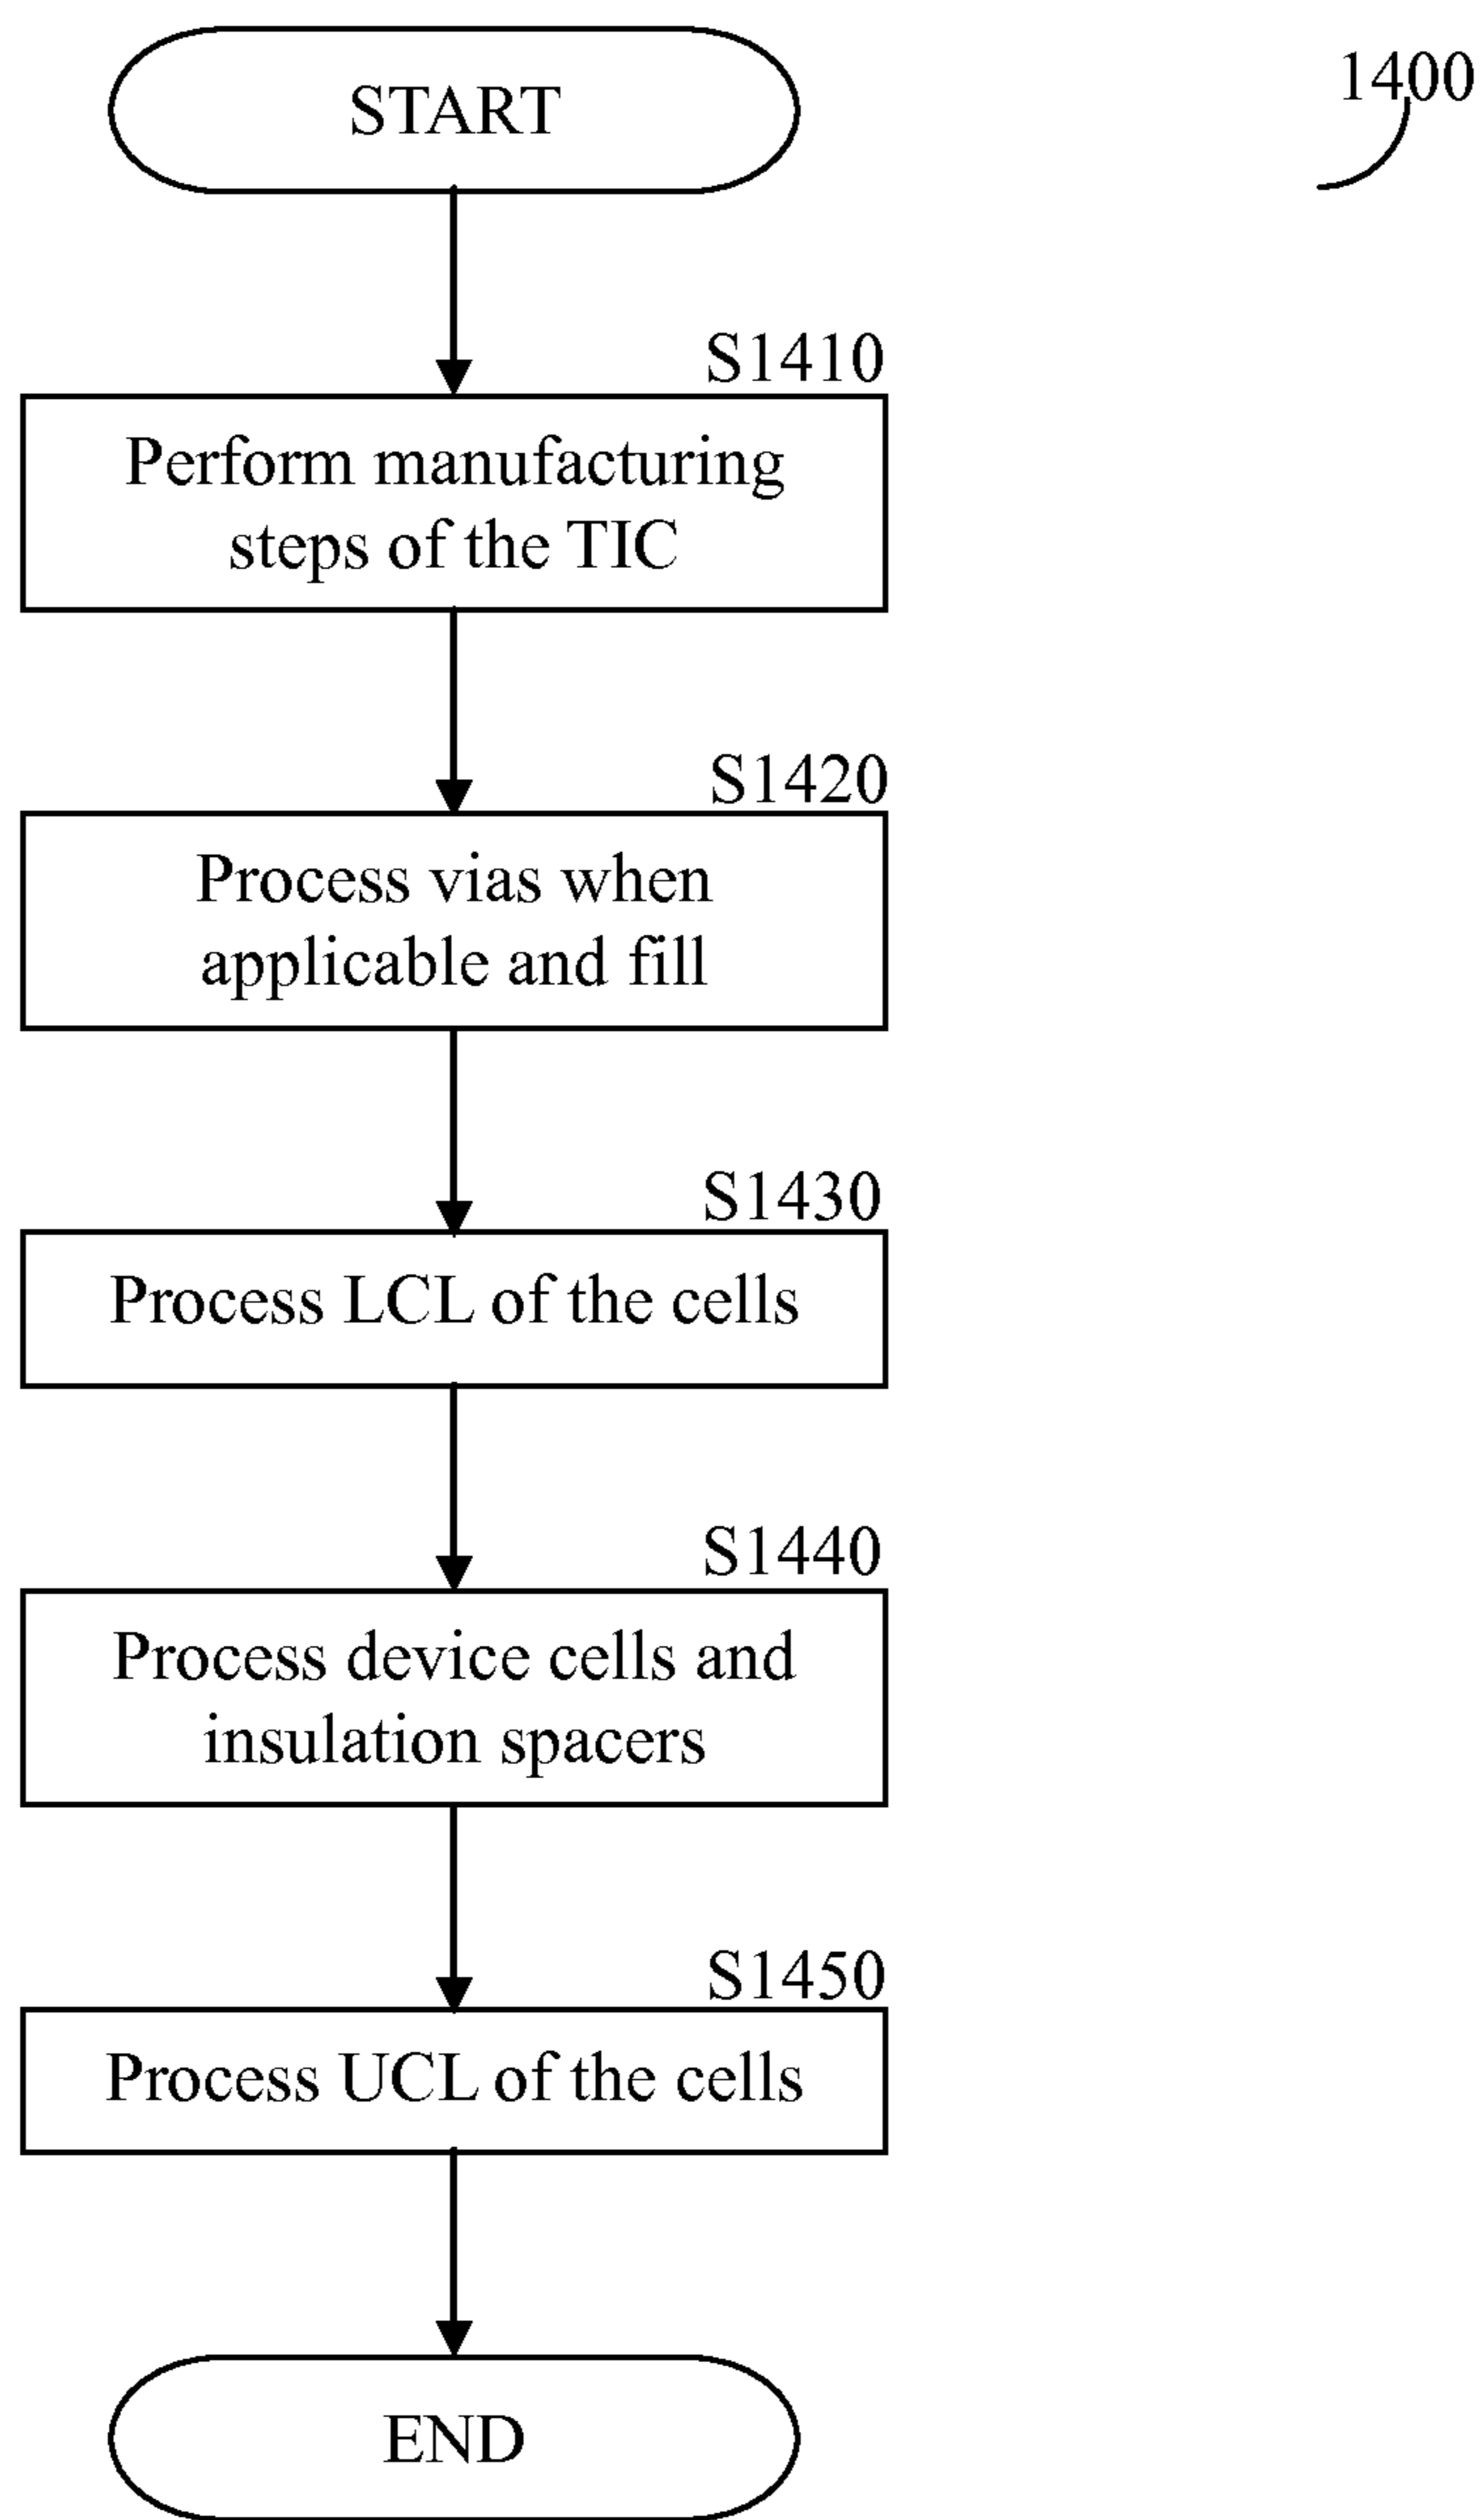 START
1400
S1410
Perform manufacturing
steps of the TIC
S1420
Process vias when
applicable and fill
S1430
Process LCL of the cells
S1440
Process device cells and
insulation spacers
S1450
Process UCL of the cells
END